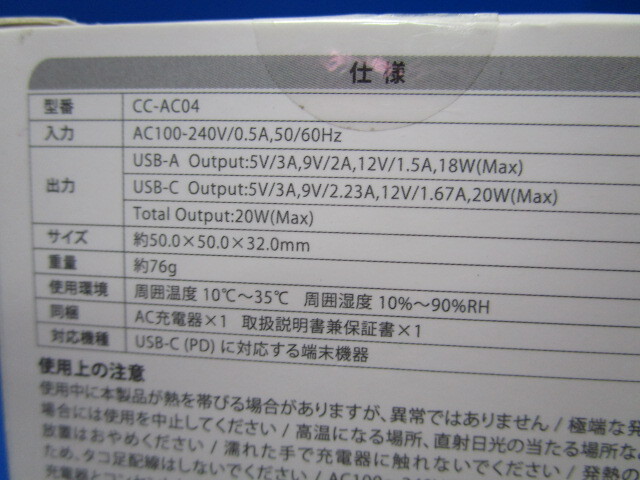 仕様
型番 CC-AC04
入力 AC100-240V/0.5A,50/60Hz
出力 USB-A Output:5V/3A,9V/2A,12V/1.5A,18W(Max)
USB-C Output:5V/3A,9V/2.23A,12V/1.67A,20W(Max)
Total Output:20W(Max)
サイズ 約50.0×50.0×32.0mm
重量 約76g
使用環境 周囲温度 10℃～35℃ 周囲湿度 10%～90%RH
同梱 AC充電器×1 取扱説明書兼保証書×1
対応機種 USB-C (PD) に対応する端末機器
使用上の注意
使用中に本製品が熱を帯びる場合がありますが、異常ではありません / 極端な発
場合には使用を中止してください / 高温になる場所、直射日光の当たる場所な
放置はおやめください / 濡れた手で充電器に触れないでください / 発熱の
ため、タコ足配線はしないでください / AC100